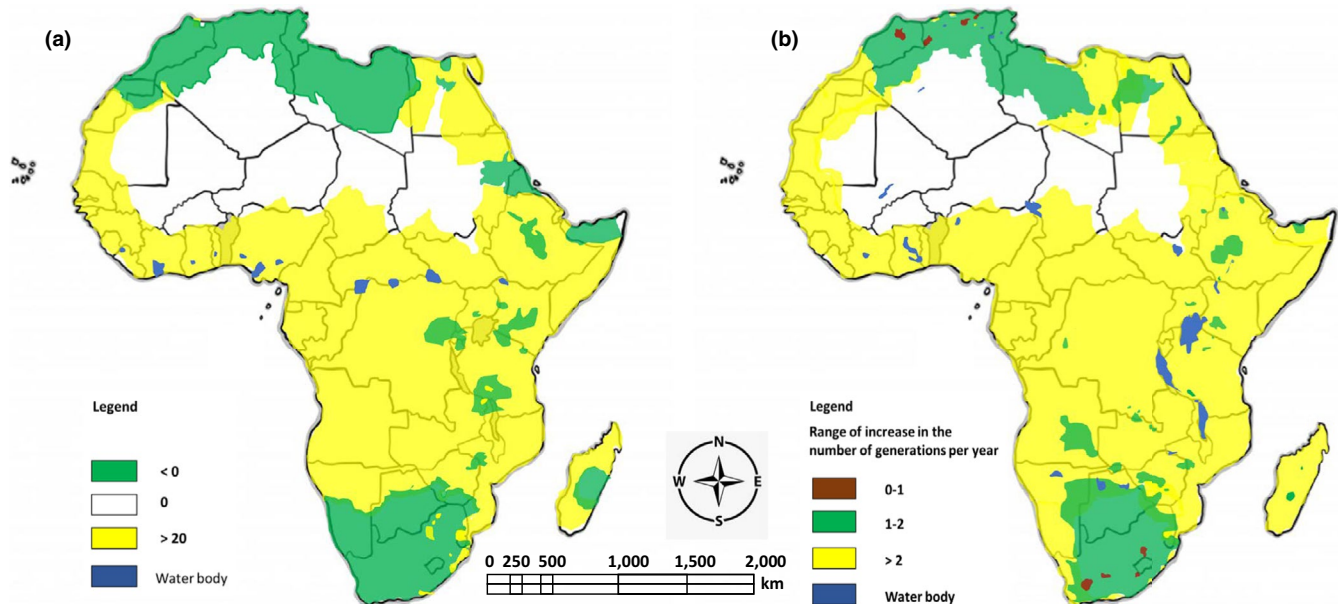 (a)
Legend
< 0
0
> 20
Water body
N
W E
S
0 250 500 1,000 1,500 2,000
km
(b)
Legend
Range of increase in the
number of generations per year
0-1
1-2
> 2
Water body